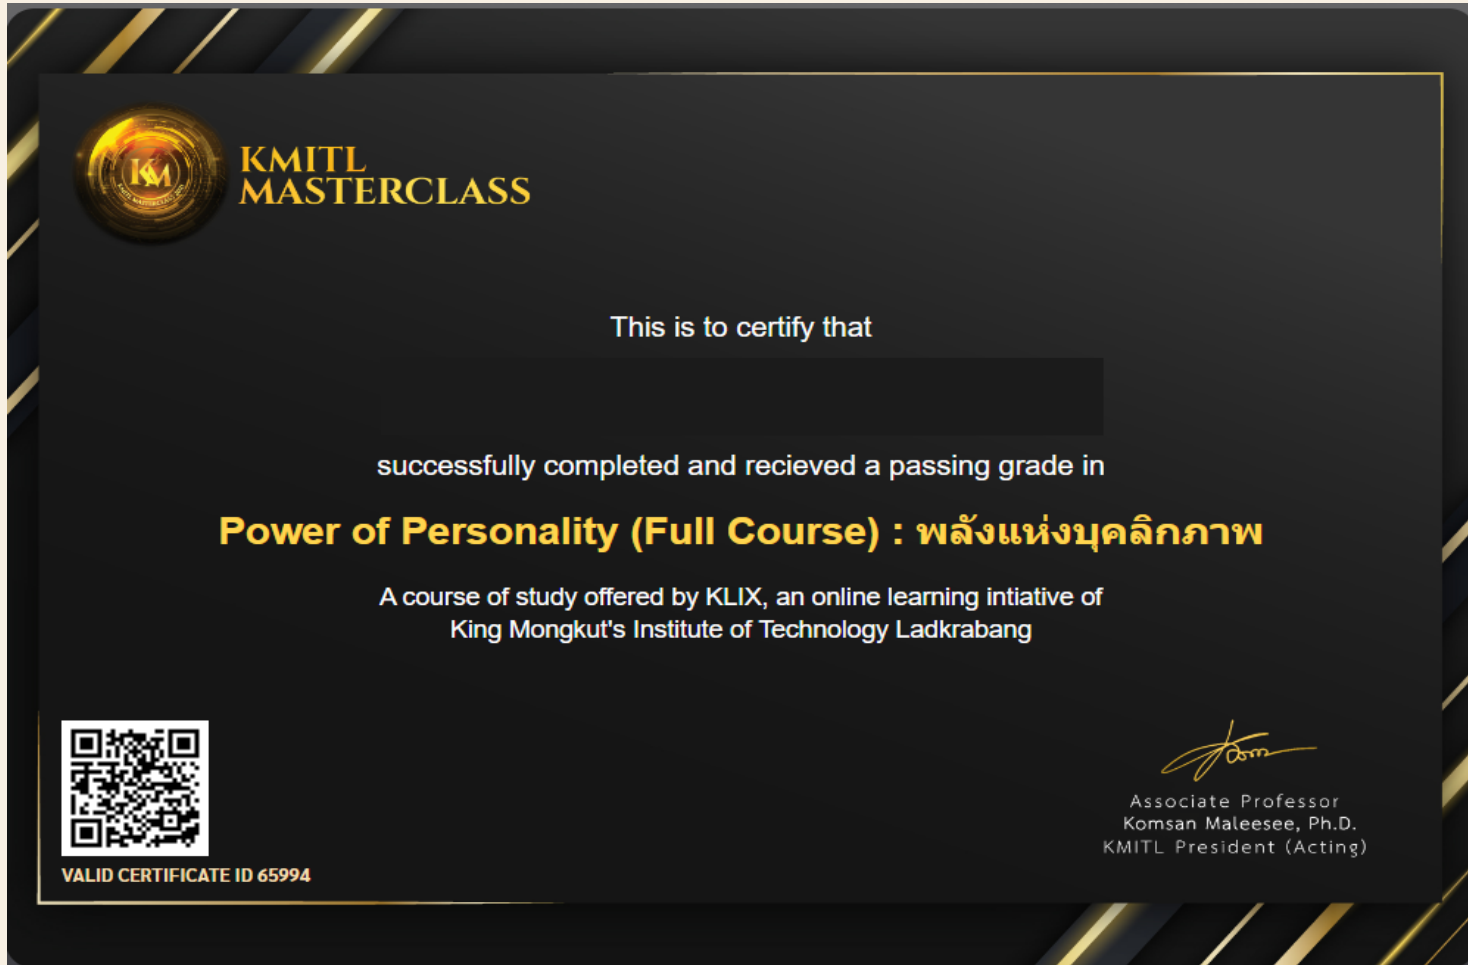 KM
KMITL
MASTERCLASS
This is to certify that
successfully completed and recieved a passing grade in
Power of Personality (Full Course) : พลังแห่งบุคลิกภาพ
A course of study offered by KLIX, an online learning intiative of
King Mongkut's Institute of Technology Ladkrabang
VALID CERTIFICATE ID 65994
Associate Professor
Komsan Maleesee, Ph.D.
KMITL President (Acting)